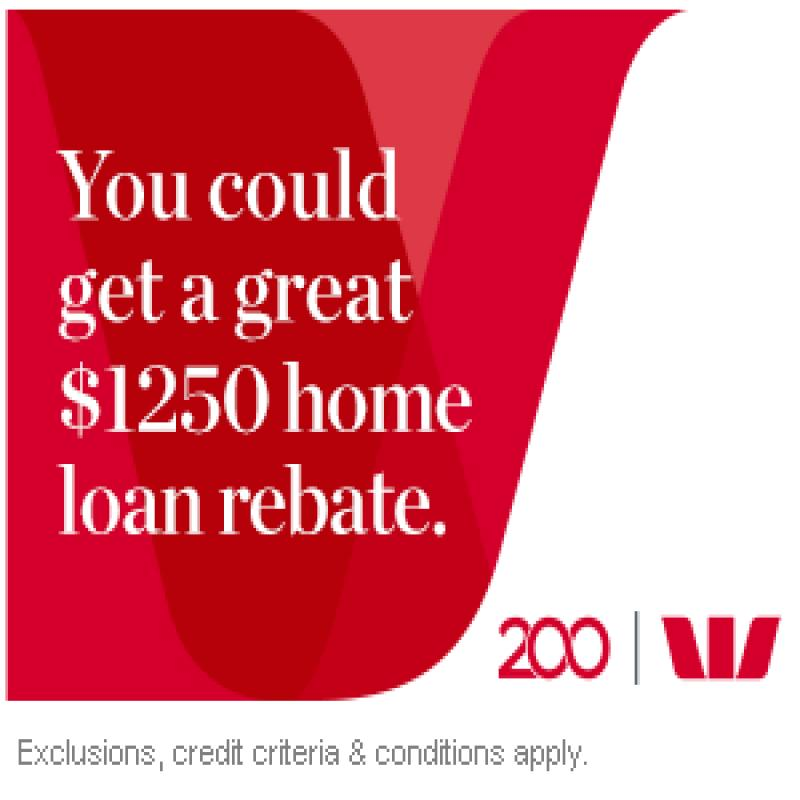 You could
get a great
$1250 home
loan rebate.
200
Exclusions, credit criteria & conditions apply.